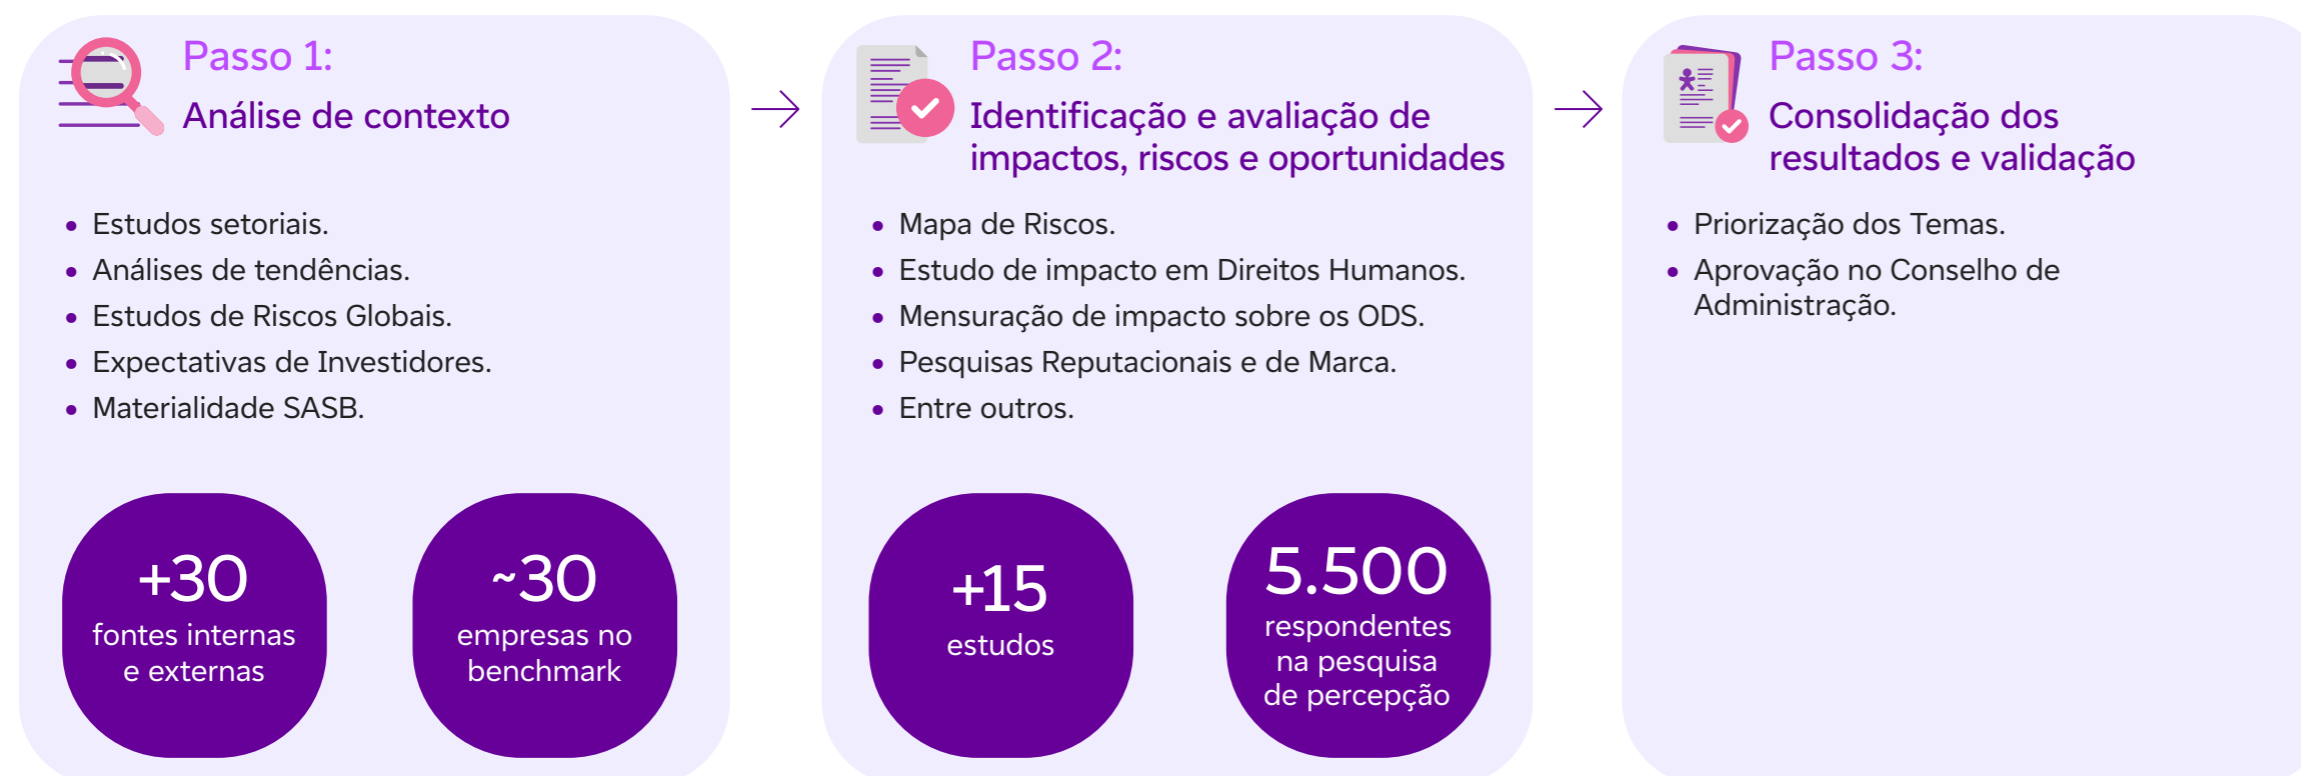 Passo 1:
Análise de contexto
• Estudos setoriais.
• Análises de tendências.
• Estudos de Riscos Globais.
• Expectativas de Investidores.
• Materialidade SASB.
+30
fontes internas
e externas
~30
empresas no
benchmark
Passo 2:
Identificação e avaliação de
impactos, riscos e oportunidades
• Mapa de Riscos.
• Estudo de impacto em Direitos Humanos.
• Mensuração de impacto sobre os ODS.
• Pesquisas Reputacionais e de Marca.
• Entre outros.
+15
estudos
5.500
respondentes
na pesquisa
de percepção
Passo 3:
Consolidação dos
resultados e validação
• Priorização dos Temas.
• Aprovação no Conselho de
Administração.